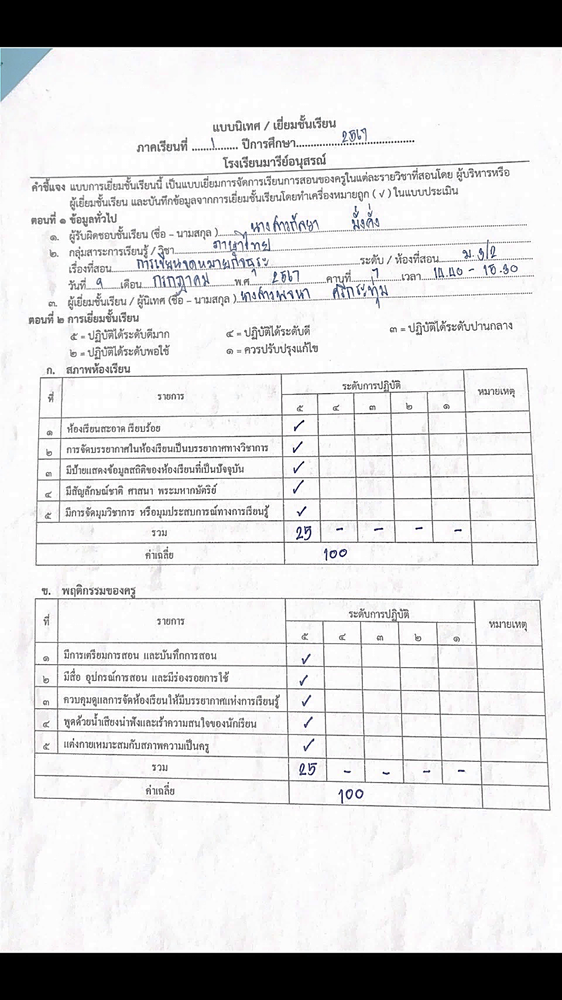 แบบนิเทศ / เยี่ยมชั้นเรียน
ภาคเรียนที่ ........1......... ปีการศึกษา...............2567...............
โรงเรียนมารีย์อนุสรณ์
คำชี้แจง แบบการเยี่ยมชั้นเรียนนี้ เป็นแบบเยี่ยมการจัดการเรียนการสอนของครูในแต่ละรายวิชาที่สอนโดย ผู้บริหารหรือ
ผู้เยี่ยมชั้นเรียน และบันทึกข้อมูลจากการเยี่ยมชั้นเรียนโดยทำเครื่องหมายถูก ( √ ) ในแบบประเมิน
ตอนที่ ๑ ข้อมูลทั่วไป
๑. ผู้รับผิดชอบชั้นเรียน (ชื่อ – นามสกุล ) นางสาวกัลยา มั่งคั่ง
๒. กลุ่มสาระการเรียนรู้ / วิชา ภาษาไทย
เรื่องที่สอน การเขียนจดหมายกิจธุระ ระดับ / ห้องที่สอน ม.3/2
วันที่ 9 เดือน กรกฎาคม พ.ศ. 2567 คาบที่ 7 เวลา 14.40 - 15.30
๓. ผู้เยี่ยมชั้นเรียน / ผู้นิเทศ (ชื่อ – นามสกุล ) นางสาวพจนา ศรีกระทุ่ม
ตอนที่ ๒ การเยี่ยมชั้นเรียน
๕ = ปฏิบัติได้ระดับดีมาก ๔ = ปฏิบัติได้ระดับดี ๓ = ปฏิบัติได้ระดับปานกลาง
๒ = ปฏิบัติได้ระดับพอใช้ ๑ = ควรปรับปรุงแก้ไข
ก. สภาพห้องเรียน
ที่ รายการ ระดับการปฏิบัติ หมายเหตุ
๕ ๔ ๓ ๒ ๑
๑ ห้องเรียนสะอาด เรียบร้อย ✓
๒ การจัดบรรยากาศในห้องเรียนเป็นบรรยากาศทางวิชาการ ✓
๓ มีป้ายแสดงข้อมูลสถิติของห้องเรียนที่เป็นปัจจุบัน ✓
๔ มีสัญลักษณ์ชาติ ศาสนา พระมหากษัตริย์ ✓
๕ มีการจัดมุมวิชาการ หรือมุมประสบการณ์ทางการเรียนรู้ ✓
รวม 25 - - - -
ค่าเฉลี่ย 100
ข. พฤติกรรมของครู
ที่ รายการ ระดับการปฏิบัติ หมายเหตุ
๕ ๔ ๓ ๒ ๑
๑ มีการเตรียมการสอน และบันทึกการสอน ✓
๒ มีสื่อ อุปกรณ์การสอน และมีร่องรอยการใช้ ✓
๓ ควบคุมดูแลการจัดห้องเรียนให้มีบรรยากาศแห่งการเรียนรู้ ✓
๔ พูดด้วยน้ำเสียงน่าฟังและเร้าความสนใจของนักเรียน ✓
๕ แต่งกายเหมาะสมกับสภาพความเป็นครู ✓
รวม 25 - - - -
ค่าเฉลี่ย 100